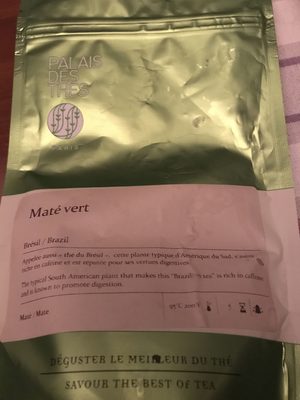 PALAIS
DES
THÉS
PARIS
Maté vert
Brésil / Brazil
Appelée aussi « thé du Brésil », cette plante typique d'Amérique du Sud,
riche en caféine et est réputée pour ses vertus digestives.
The typical South American plant that makes this "Brazilian is rich in caffeine
and is known to promote digestion.
Maté / Mate
95°C
DÉGUSTER LE MEILLEUR DU THÉ
SAVOUR THE BEST OF TEA